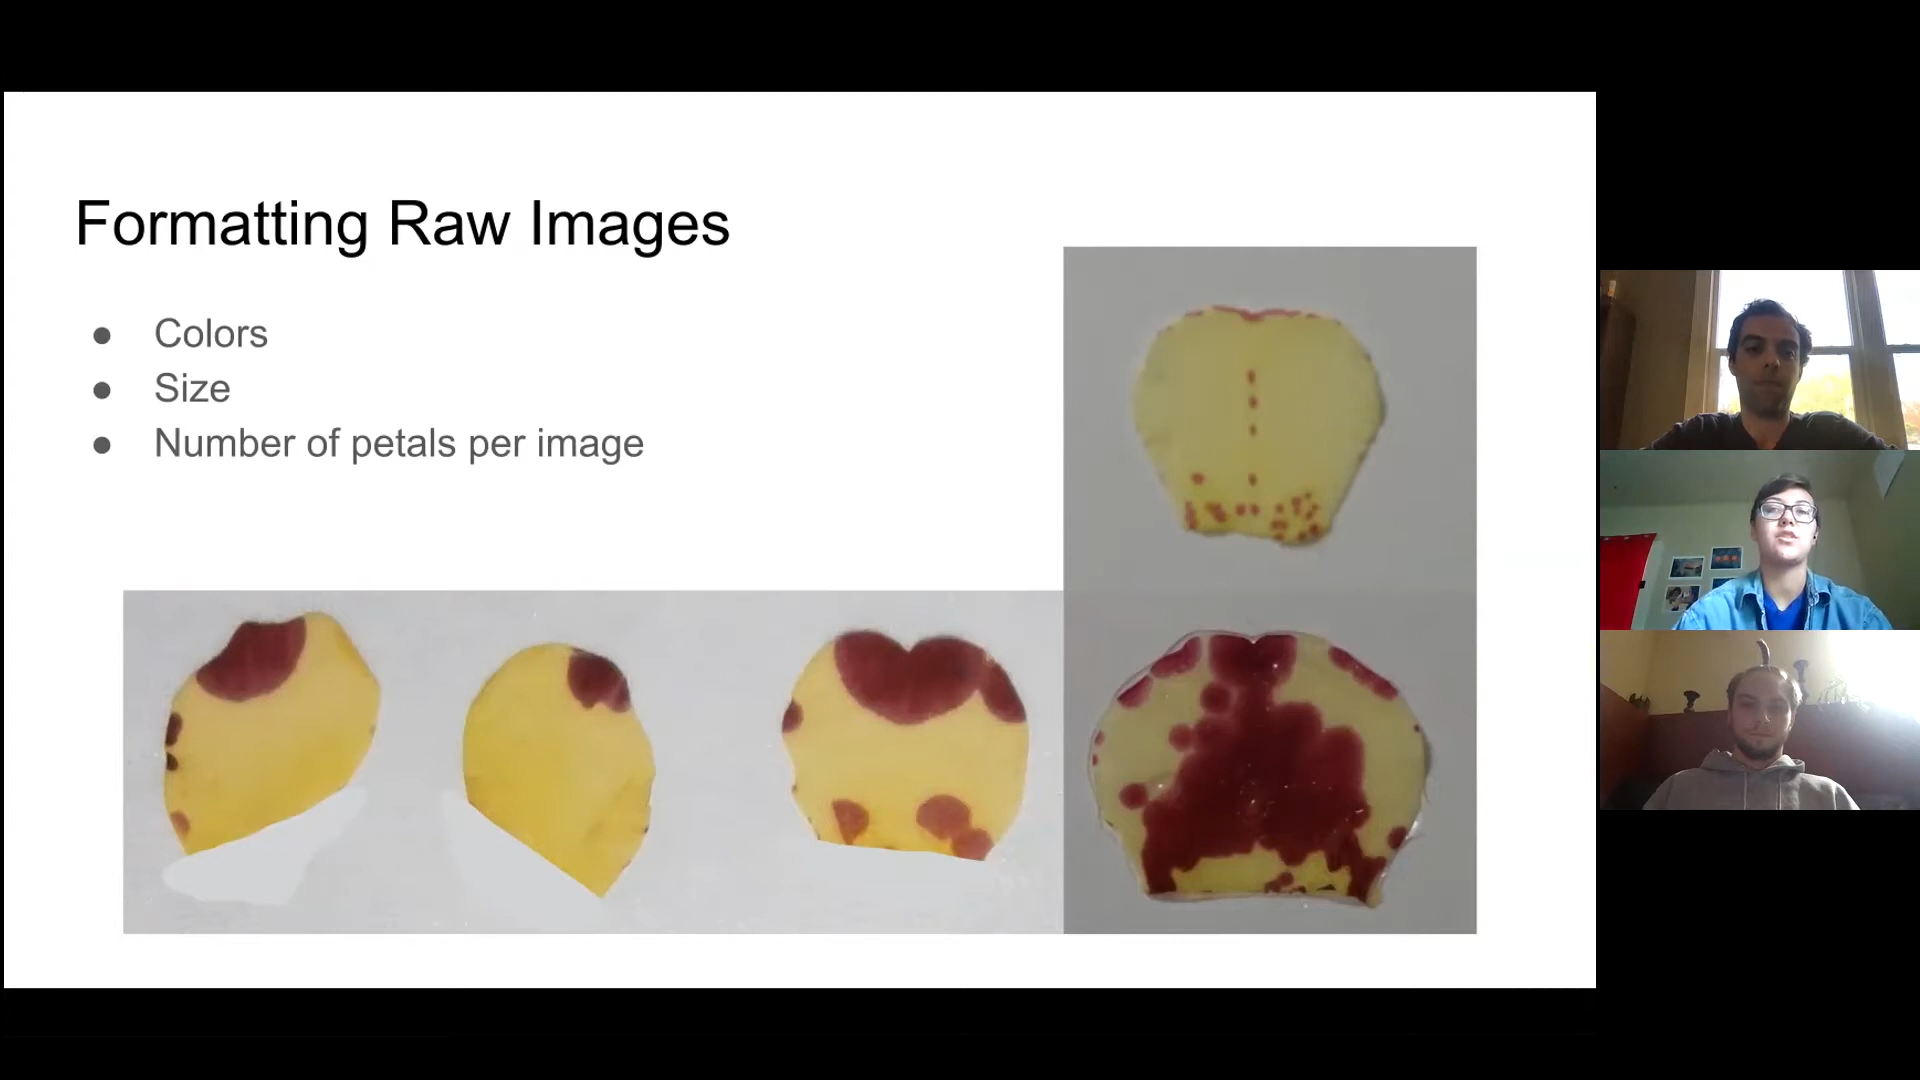 Formatting Raw Images
● Colors
● Size
● Number of petals per image